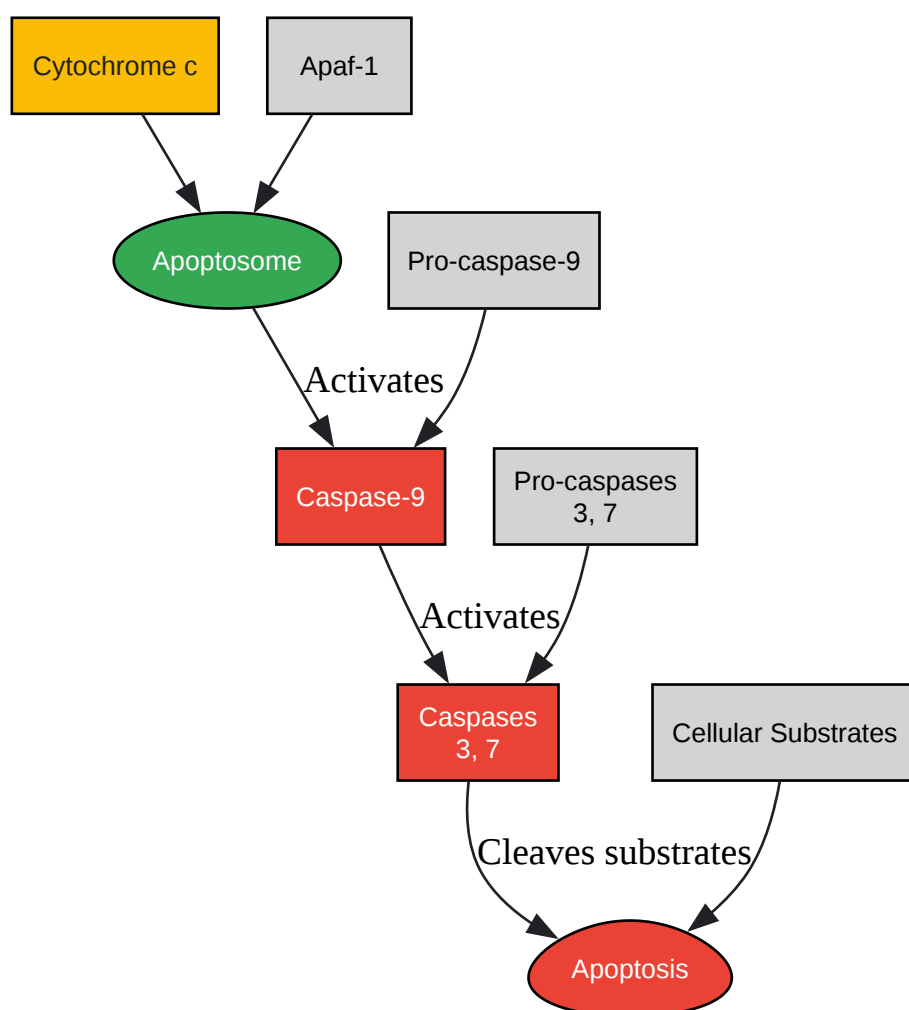 Cytochrome c
Apaf-1
Apoptosome
Pro-caspase-9
Activates
Caspase-9
Pro-caspases
3, 7
Activates
Caspases
3, 7
Cellular Substrates
Cleaves substrates
Apoptosis